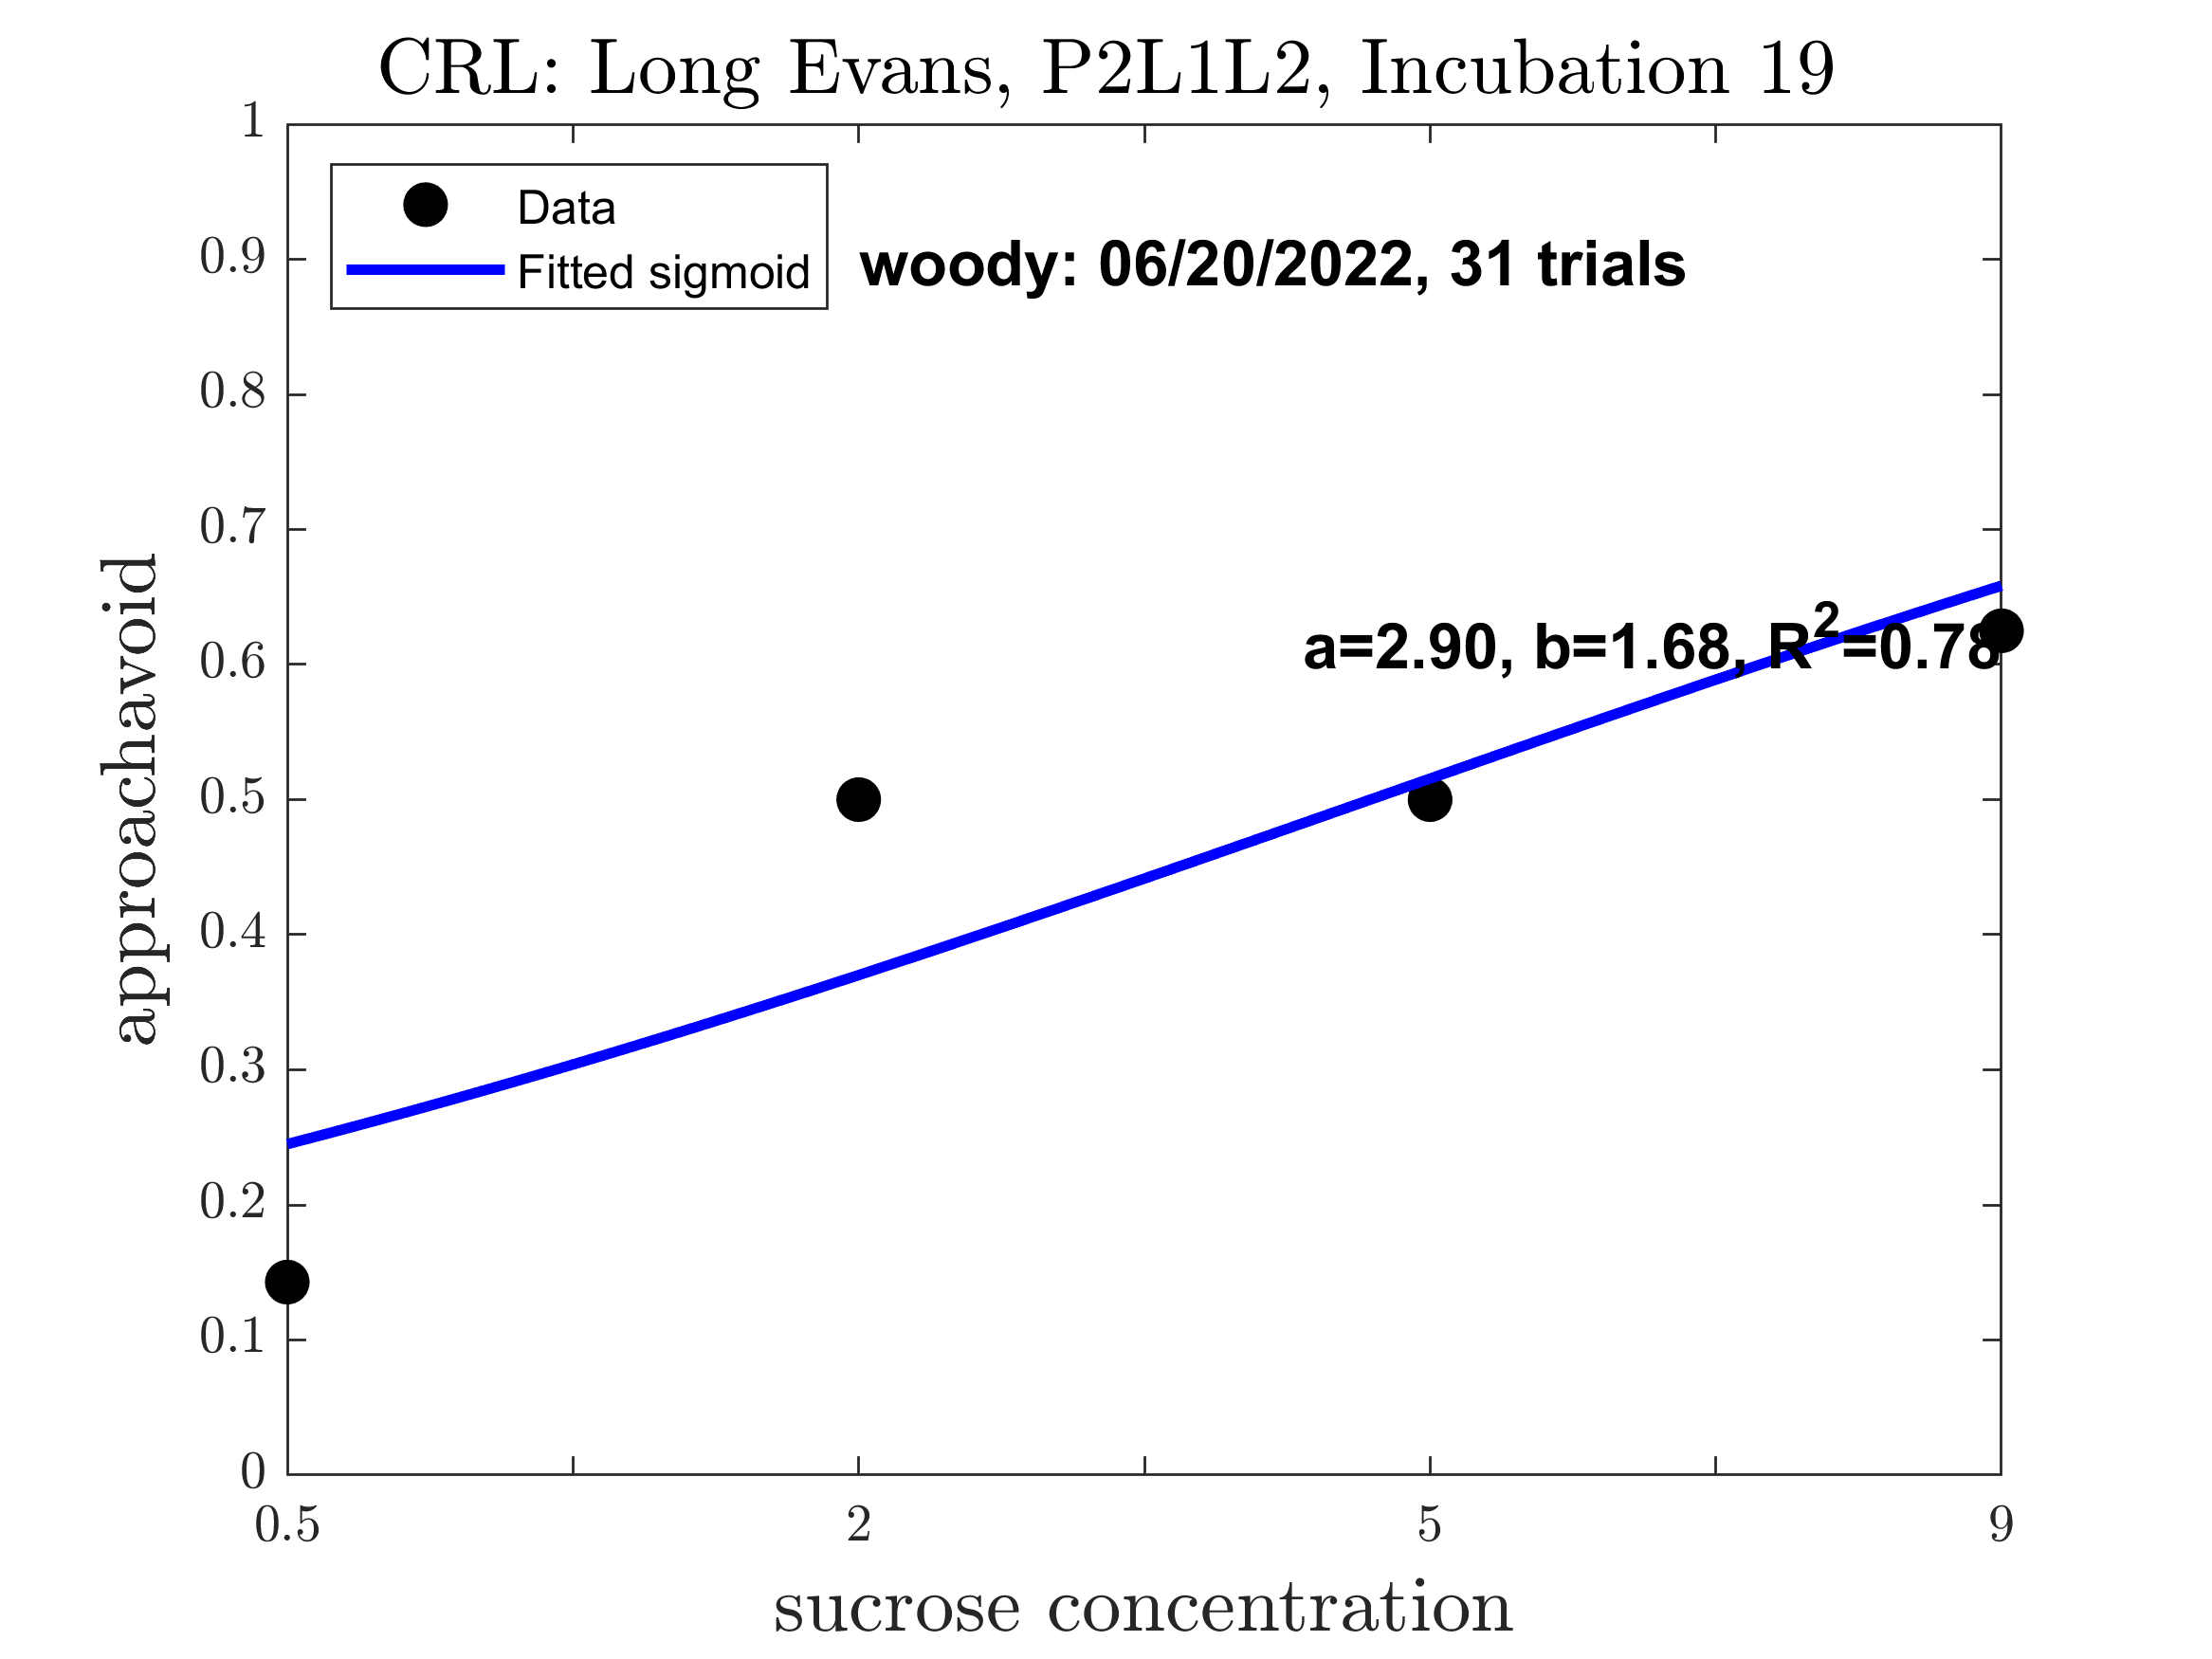 CRL: Long Evans, P2L1L2, Incubation 19
1
Data
Fitted sigmoid
woody: 06/20/2022, 31 trials
0.9
0.8
0.7
a=2.90, b=1.68, R²=0.78
0.6
0.5
0.4
0.3
0.2
0.1
0
approachavoid
0.5 2 5 9
sucrose concentration